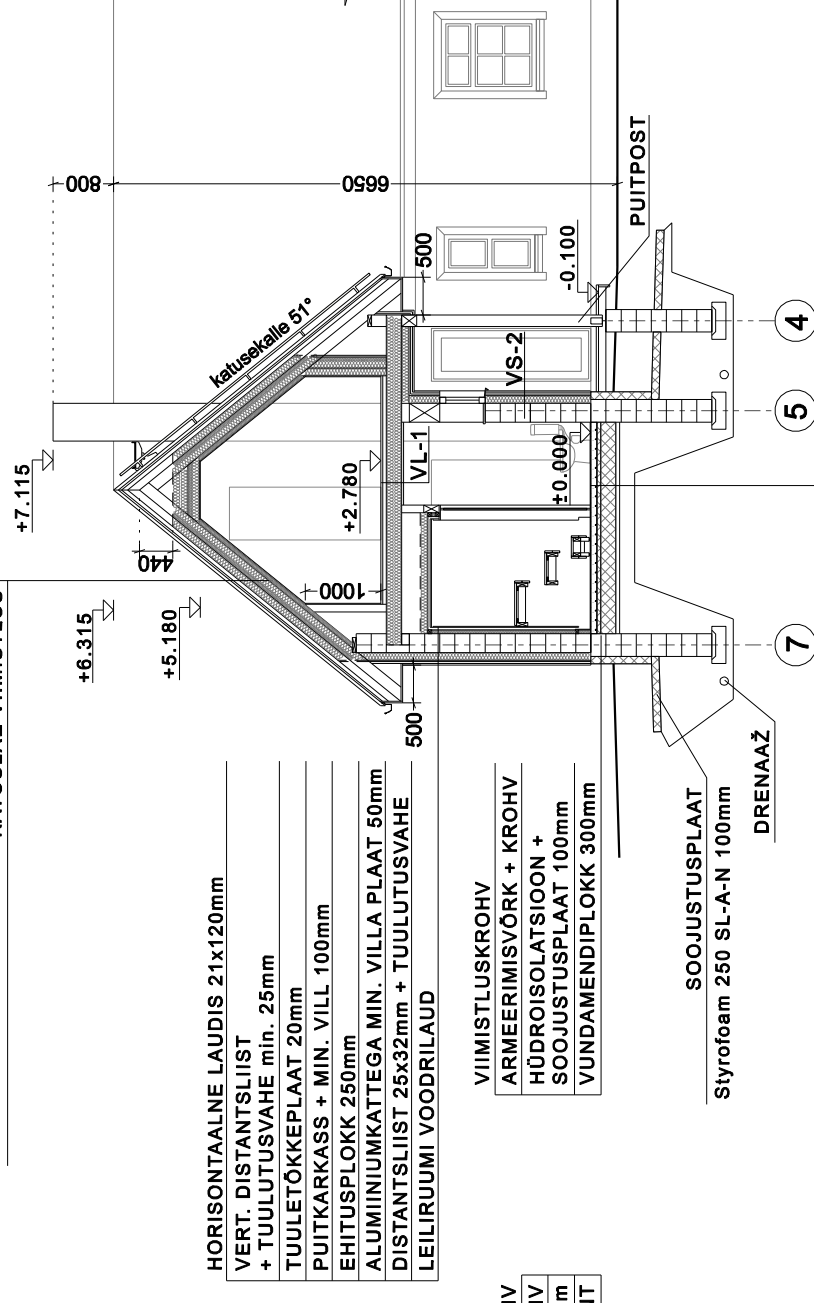 800
6650
500
-0.100
PUITPOST
katusekalle 51°
VS-2
4
5
+7.115
440
+2.780
VL-1
±0.000
1000
+6.315
+5.180
500
7
HORISONTAALNE LAUDIS 21x120mm
VERT. DISTANTSLIIST
+ TUULUTUSVAHE min. 25mm
TUULETÕKKEPLAAT 20mm
PUITKARKASS + MIN. VILL 100mm
EHITUSPLOKK 250mm
ALUMIINIUMKATTEGA MIN. VILLA PLAAT 50mm
DISTANTSLIIST 25x32mm + TUULUTUSVAHE
LEILIRUUMI VOODRILAUD
VIIMISTLUSKROHV
ARMEERIMISVÕRK + KROHV
HÜDROISOLATSIOON +
SOOJUSTUSPLAAT 100mm
VUNDAMENDIPLOKK 300mm
SOOJUSTUSPLAAT
Styrofoam 250 SL-A-N 100mm
DRENAAŽ